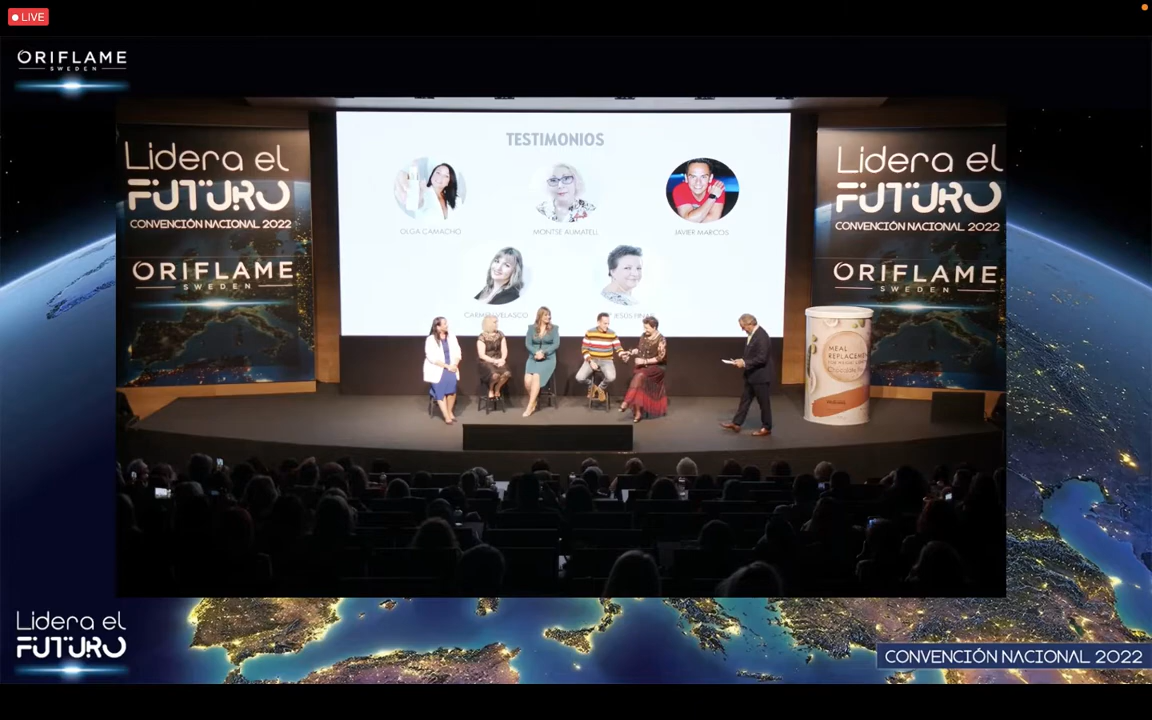 LIVE
ORIFLAME
SWEDEN
TESTIMONIOS
Lidera el
FUTURO
CONVENCIÓN NACIONAL 2022
ORIFLAME
SWEDEN
OLGA CAMACHO
MONTSE ALIMATELL
JAVIER MARCOS
CARMEN VELASCO
Lidera el
FUTURO
CONVENCIÓN NACIONAL 2022
ORIFLAME
SWEDEN
MEAL
REPLACEMENT
Lidera el
FUTURO
CONVENCIÓN NACIONAL 2022